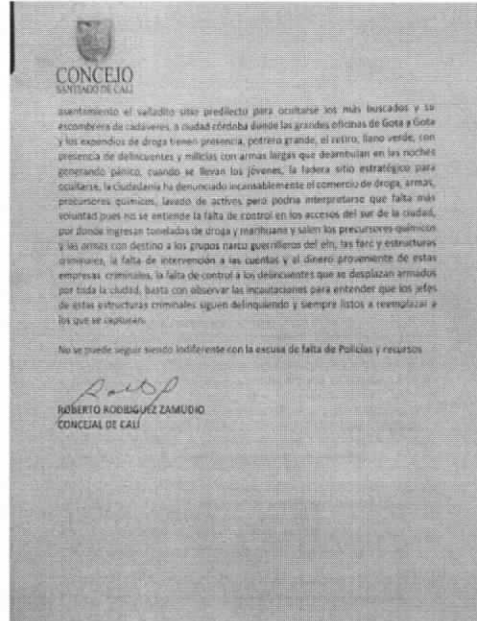 CONCEJO
SANTIAGO DE CALI
asentamiento el valladito sitio predilecto para ocultarse los más buscados y su
escombrera de cadáveres, a ciudad córdoba donde las grandes oficinas de Gota a Gota
y los expendios de droga tienen presencia, potrero grande, el retiro, llano verde, con
presencia de delincuentes y milicias con armas largas que deambulan en las noches
generando pánico, cuando se llevan los jóvenes, la ladera sitio estratégico para
ocultarse, la ciudadanía ha denunciado incansablemente el comercio de droga, armas,
precursores químicos, lavado de activos pero podría interpretarse que falta más
voluntad pues no se entiende la falta de control en los accesos del sur de la ciudad,
por donde ingresan toneladas de droga y marihuana y salen los precursores químicos
y las armas con destino a los grupos narco guerrilleros del eln, las farc y estructuras
criminales, la falta de intervención a las cuentas y el dinero proveniente de estas
empresas criminales, la falta de control a los delincuentes que se desplazan armados
por toda la ciudad, basta con observar las incautaciones para entender que los jefes
de estas estructuras criminales siguen delinquiendo y siempre listos a reemplazar a
los que se capturan.
No se puede seguir siendo indiferente con la excusa de falta de Policías y recursos
ROBERTO RODRIGUEZ ZAMUDIO
CONCEJAL DE CALI